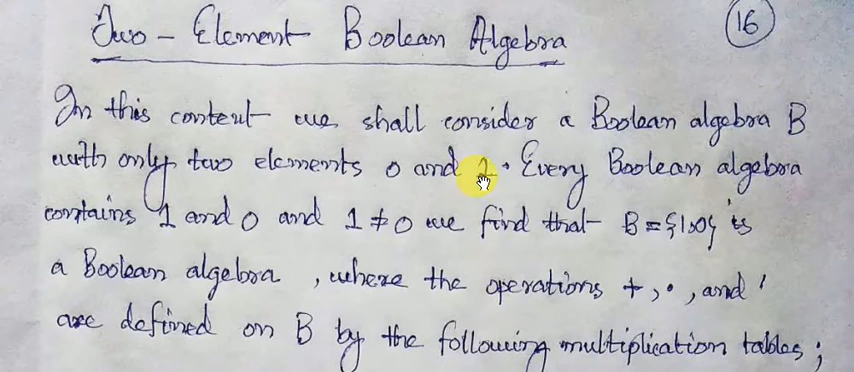 Two - Element Boolean Algebra
16
In this content we shall consider a Boolean algebra B
with only two elements 0 and 1. Every Boolean algebra
contains 1 and 0 and 1 ≠ 0 we find that B = {1,0} is
a Boolean algebra , where the operations + , • , and '
are defined on B by the following multiplication tables ;